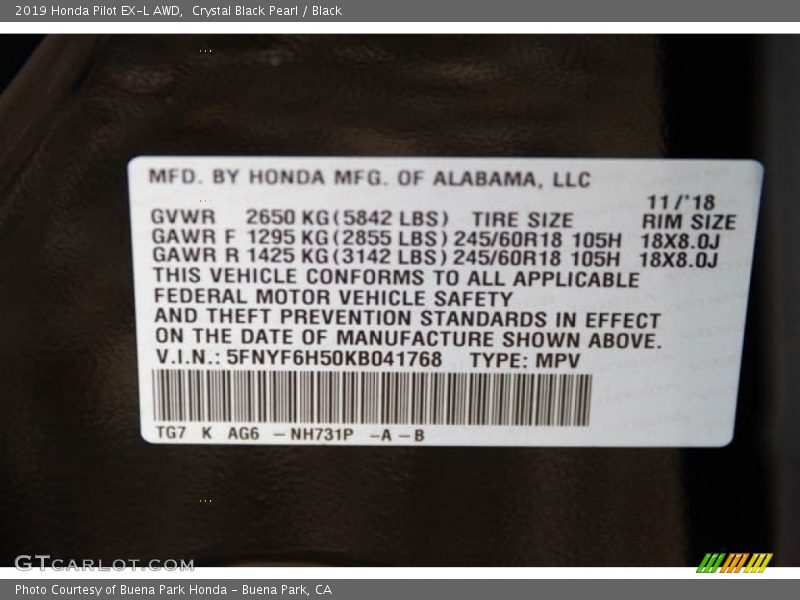 2019 Honda Pilot EX-L AWD, Crystal Black Pearl / Black
MFD. BY HONDA MFG. OF ALABAMA, LLC
11/'18
GVWR 2650 KG (5842 LBS) TIRE SIZE RIM SIZE
GAWR F 1295 KG (2855 LBS) 245/60R18 105H 18X8.0J
GAWR R 1425 KG (3142 LBS) 245/60R18 105H 18X8.0J
THIS VEHICLE CONFORMS TO ALL APPLICABLE
FEDERAL MOTOR VEHICLE SAFETY
AND THEFT PREVENTION STANDARDS IN EFFECT
ON THE DATE OF MANUFACTURE SHOWN ABOVE.
V.I.N.: 5FNYF6H50KB041768 TYPE: MPV
TG7 K AG6 -NH731P -A-B
GTCARLOT.COM
Photo Courtesy of Buena Park Honda - Buena Park, CA